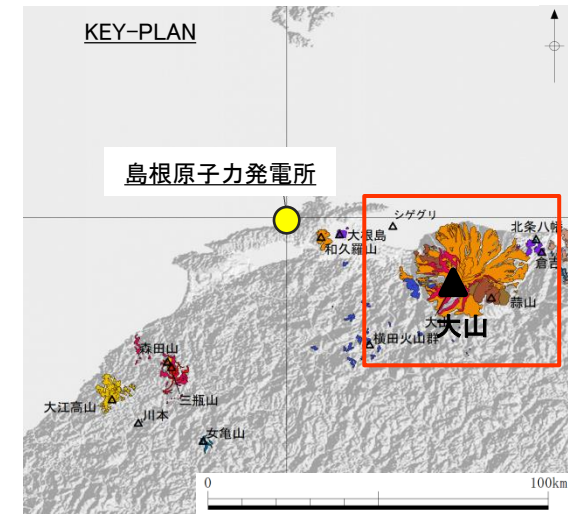 KEY-PLAN
島根原子力発電所
シゲグリ
北条八幡
大根島
倉吉
和久羅山
蒜山
大山
横田火山群
森田山
三瓶山
大江高山
川本
女亀山
0
100km